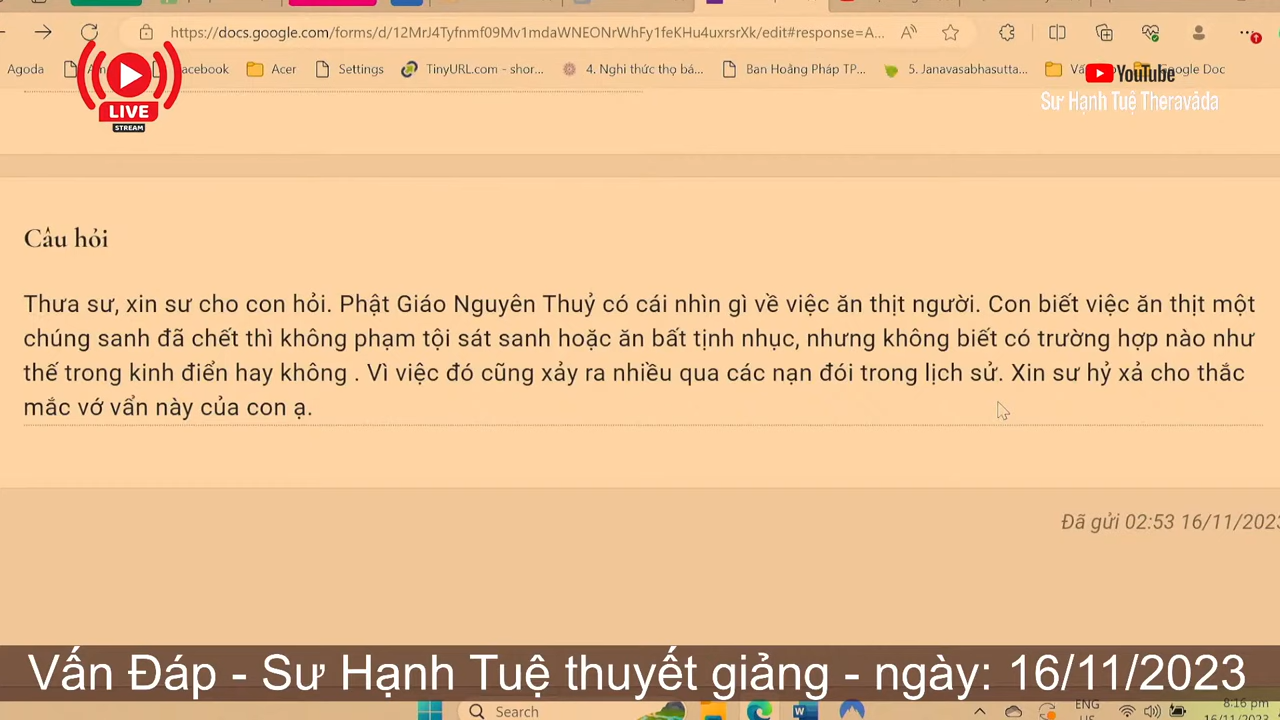 https://docs.google.com/forms/d/12MrJ4Tyfnmf09Mv1mdaWNEONrWhFy1feKHu4uxrsrXk/edit#response=A...
Agoda
Facebook
Acer
Settings
TinyURL.com - shor...
4. Nghi thức thọ bá...
Ban Hoằng Pháp TP...
5. Janavasabhasutta...
Google Doc
LIVE
STREAM
YouTube
Sư Hạnh Tuệ Theravāda
Câu hỏi
Thưa sư, xin sư cho con hỏi. Phật Giáo Nguyên Thuỷ có cái nhìn gì về việc ăn thịt người. Con biết việc ăn thịt một
chúng sanh đã chết thì không phạm tội sát sanh hoặc ăn bất tịnh nhục, nhưng không biết có trường hợp nào như
thế trong kinh điển hay không . Vì việc đó cũng xảy ra nhiều qua các nạn đói trong lịch sử. Xin sư hỷ xả cho thắc
mắc vớ vẩn này của con ạ.
Đã gửi 02:53 16/11/2023
Vấn Đáp - Sư Hạnh Tuệ thuyết giảng - ngày: 16/11/2023
Search
ENG
8:16 pm